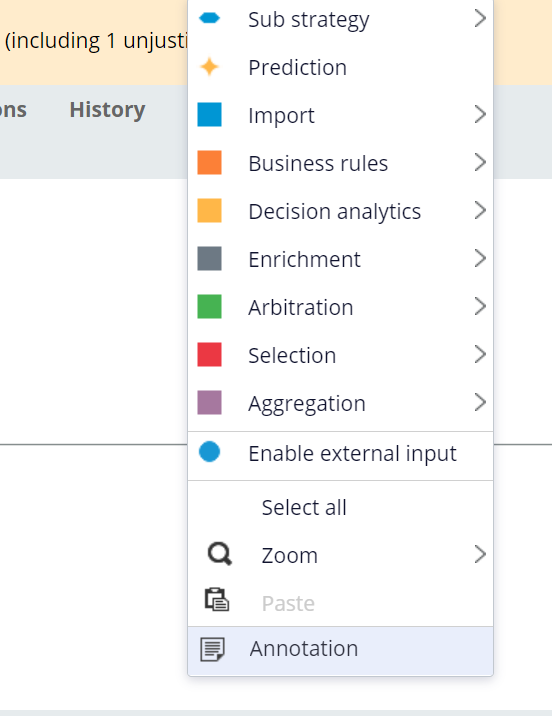 Sub strategy
(including 1 unjusti
Prediction
History
Import
Business rules
Decision analytics
Enrichment
Arbitration
Selection
Aggregation
Enable external input
Select all
Zoom
Paste
Annotation